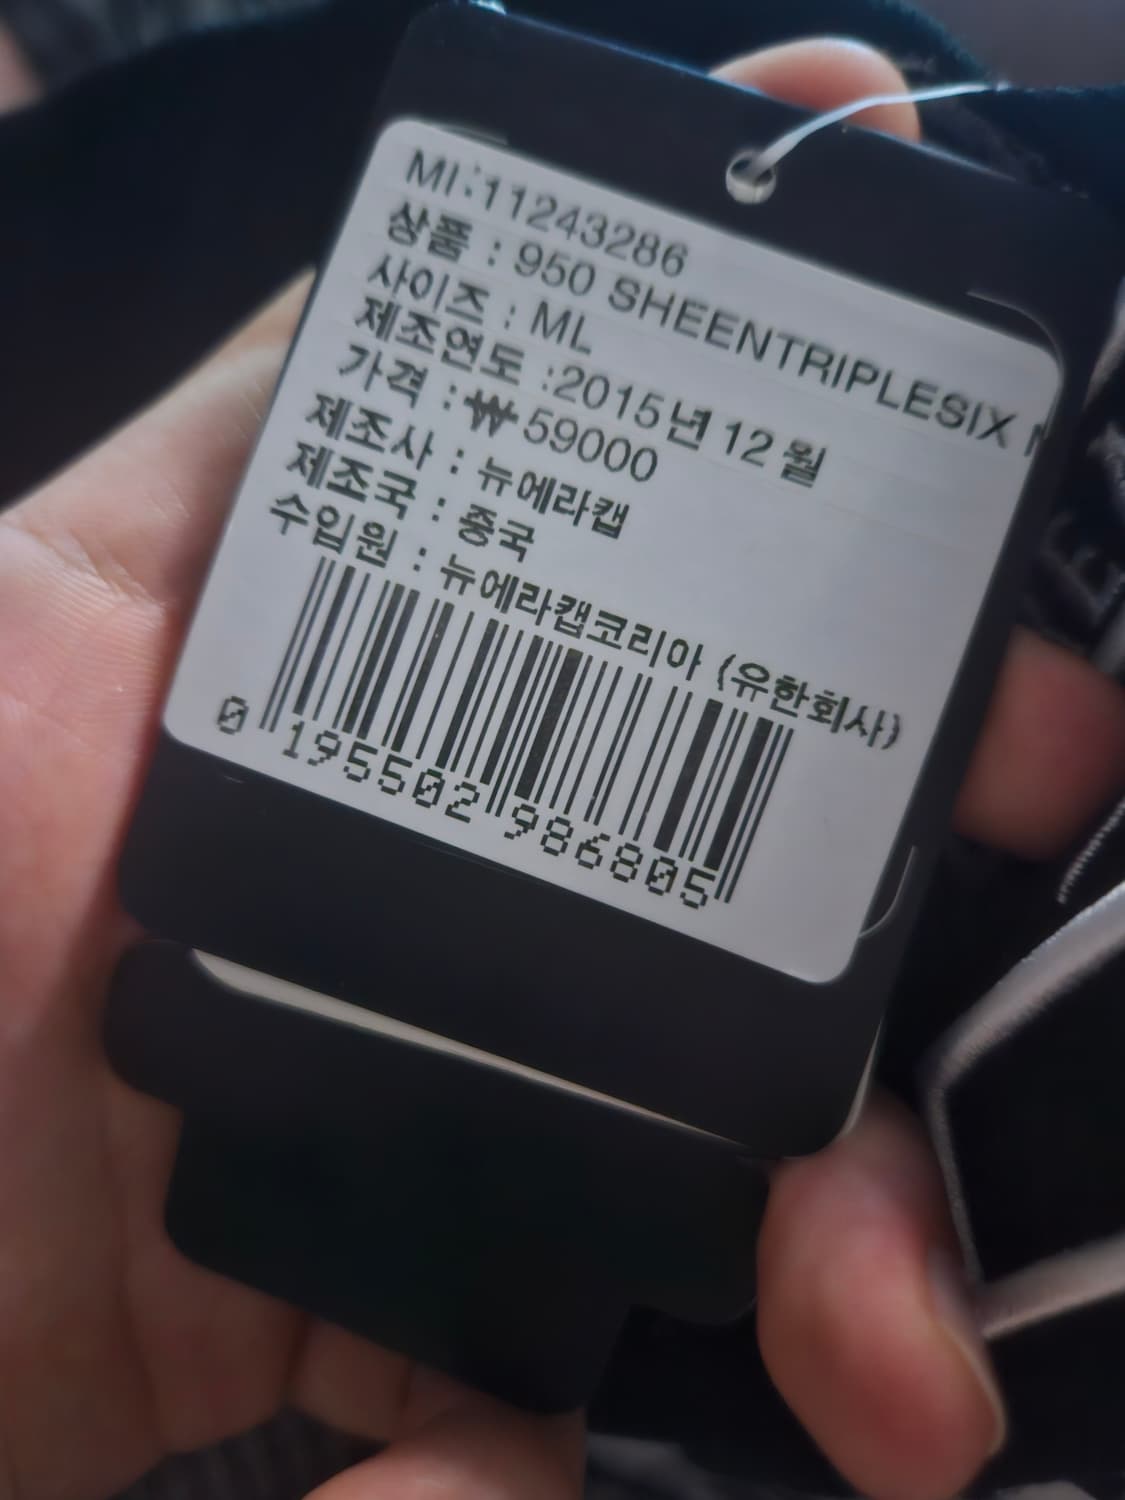 MI:11243286
상품 : 950 SHEENTRIPLESIX
사이즈 : ML
제조연도 :2015년 12월
가격 : ₩ 59000
제조사 : 뉴에라캡
제조국 : 중국
수입원 : 뉴에라캡코리아 (유한회사)
0 195502 986805